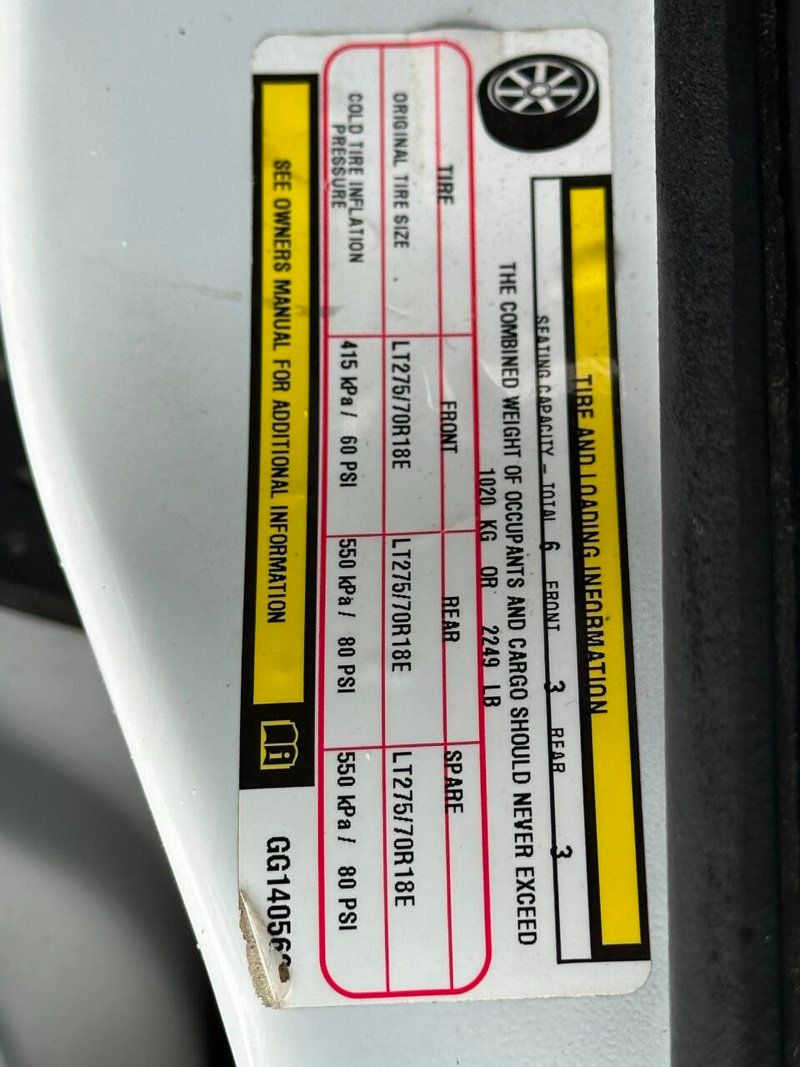 TIRE AND LOADING INFORMATION
SEATING CAPACITY – TOTAL 6 FRONT 3 REAR 3
THE COMBINED WEIGHT OF OCCUPANTS AND CARGO SHOULD NEVER EXCEED
1020 KG OR 2249 LB
TIRE FRONT REAR SPARE
ORIGINAL TIRE SIZE LT275/70R18E LT275/70R18E LT275/70R18E
COLD TIRE INFLATION PRESSURE 415 kPa / 60 PSI 550 kPa / 80 PSI 550 kPa / 80 PSI
SEE OWNERS MANUAL FOR ADDITIONAL INFORMATION